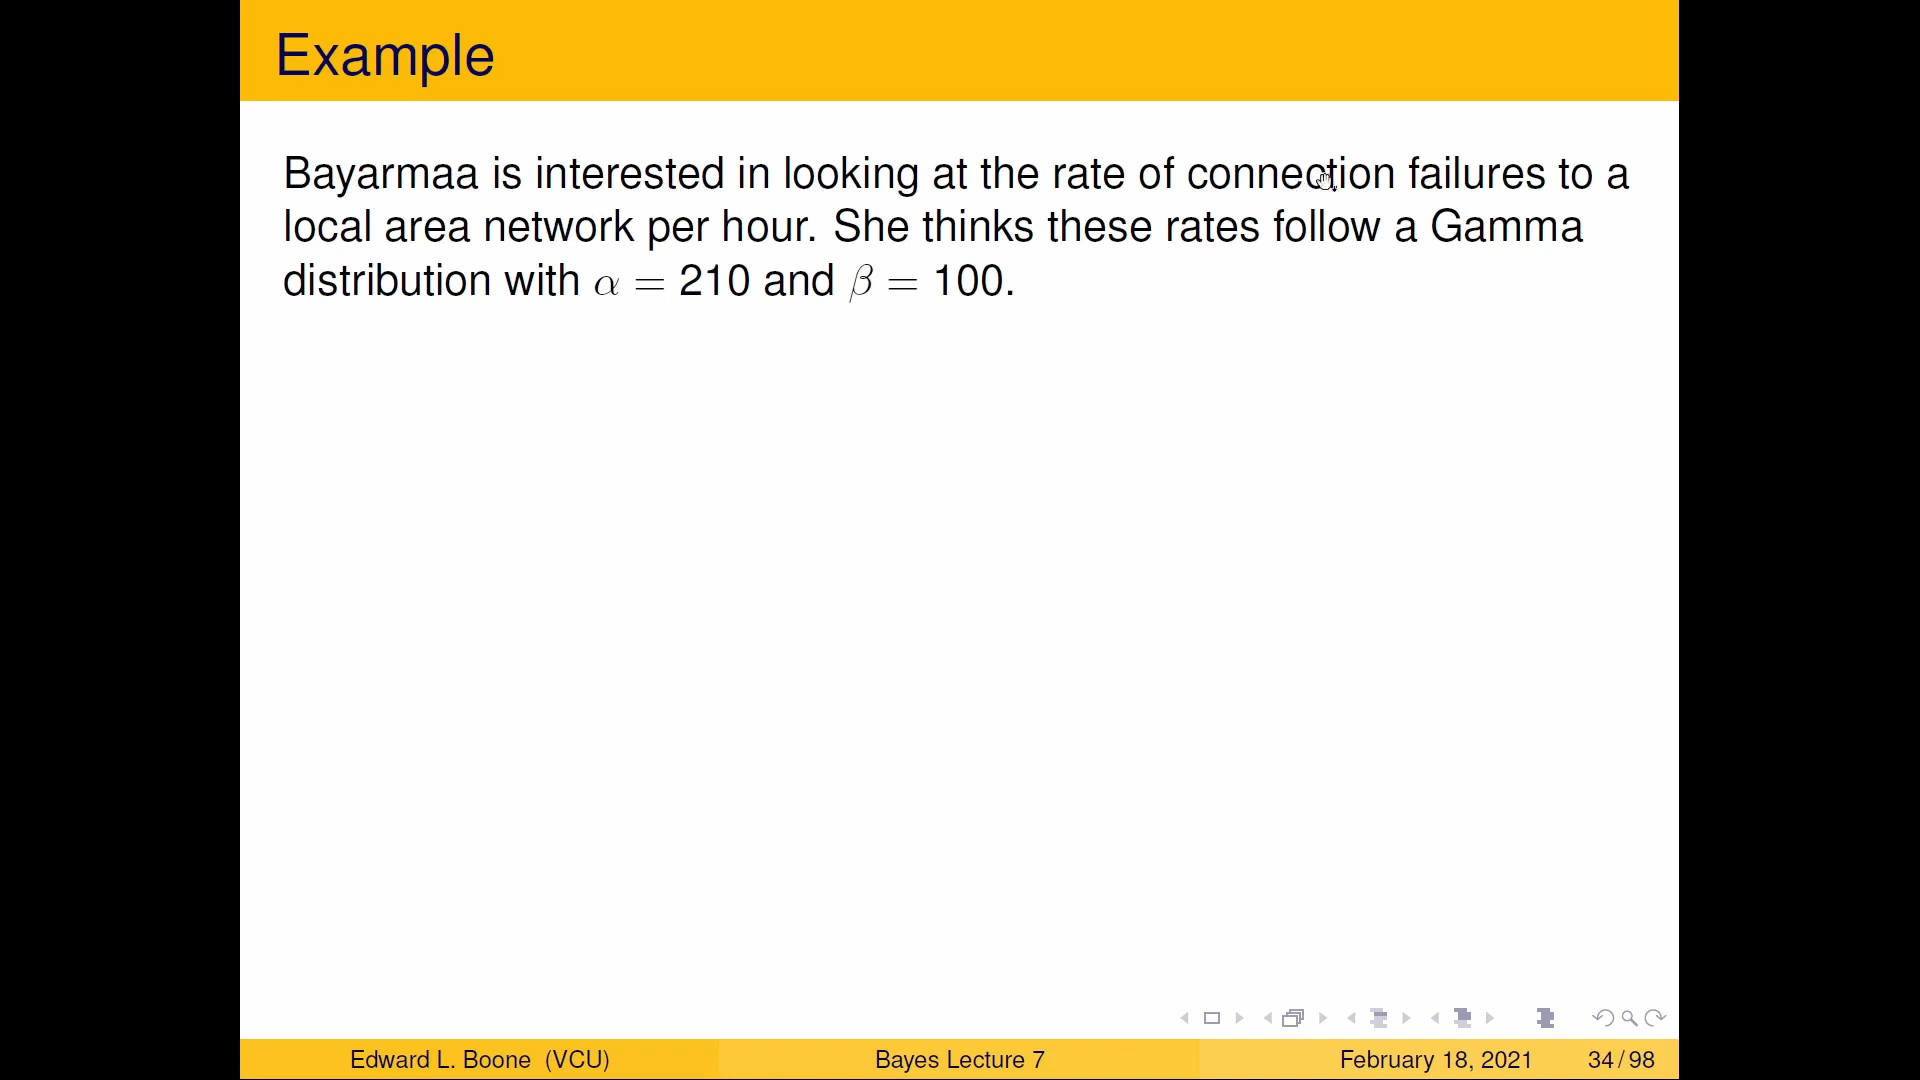 Example
Bayarmaa is interested in looking at the rate of connection failures to a
local area network per hour. She thinks these rates follow a Gamma
distribution with α = 210 and β = 100.
Edward L. Boone (VCU) Bayes Lecture 7 February 18, 2021 34 / 98